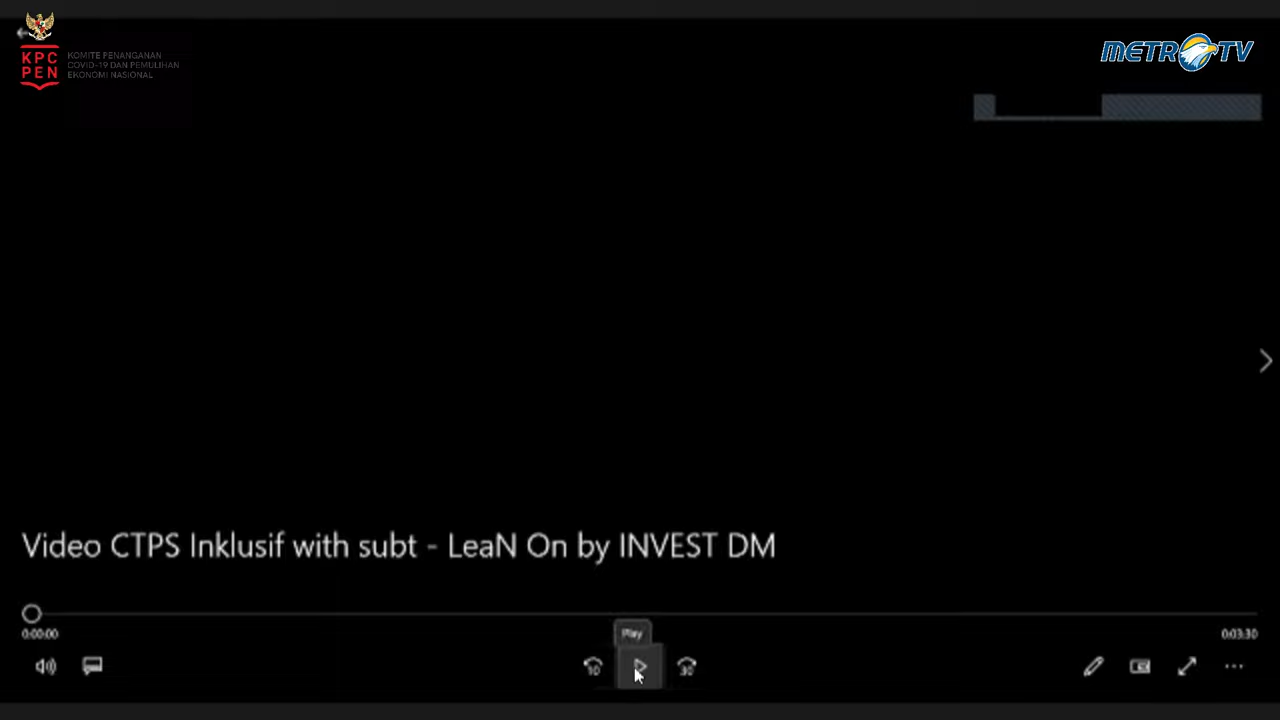 KPC
PEN
KOMITE PENANGANAN
COVID-19 DAN PEMULIHAN
EKONOMI NASIONAL
METRO TV
Video CTPS Inklusif with subt - LeaN On by INVEST DM
Play
0:00:00
0:03:30
10
30